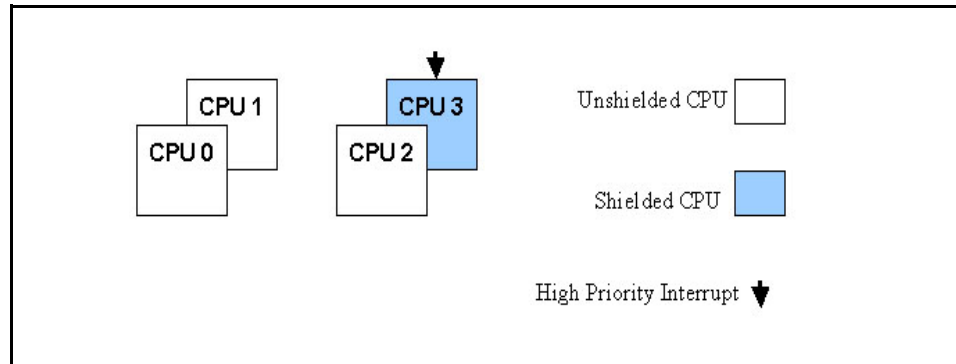 CPU 1
CPU 0
CPU 3
CPU 2
Unshielded CPU
Shielded CPU
High Priority Interrupt